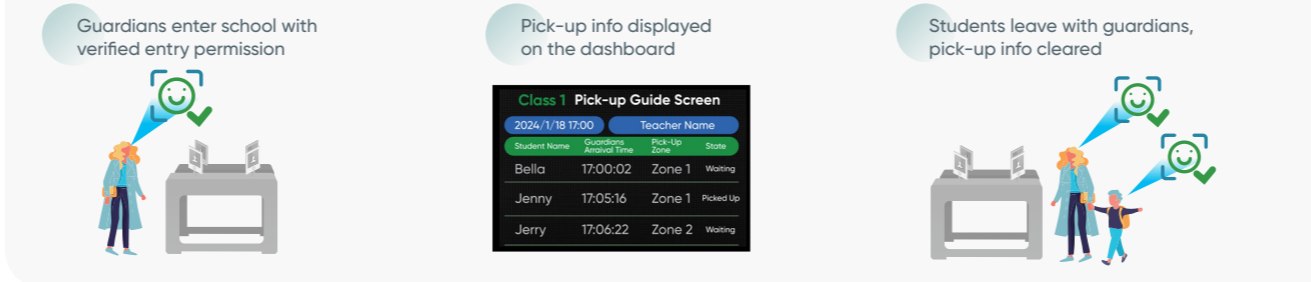 Guardians enter school with
verified entry permission
Pick-up info displayed
on the dashboard
Class 1 Pick-up Guide Screen
2024/1/18 17:00 Teacher Name
Student Name Guardians Arraival Time Pick-Up Zone State
Bella 17:00:02 Zone 1 Waiting
Jenny 17:05:16 Zone 1 Picked Up
Jerry 17:06:22 Zone 2 Waiting
Students leave with guardians,
pick-up info cleared